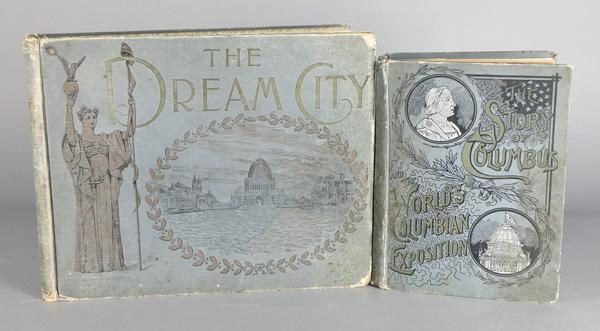 THE
DREAM CITY
THE
STORY
OF
COLUMBUS
AND
WORLD'S
COLUMBIAN
EXPOSITION